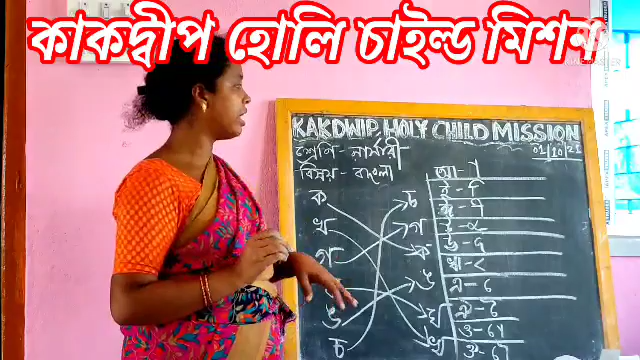 কাকদ্বীপ হোলি চাইল্ড মিশন
KAKDWIP HOLY CHILD MISSION
01/10/21
শ্রেণি - নার্সারী
বিষয় - বাংলা
আ - া
ই - ি
ঈ - ী
উ - ু
ঊ - ূ
ঋ - ৃ
এ - ে
ঐ - ৈ
ও - ো
ঔ - ৌ
ক চ
খ গ
গ ক
ঙ
ঙ ঘ
চ খ